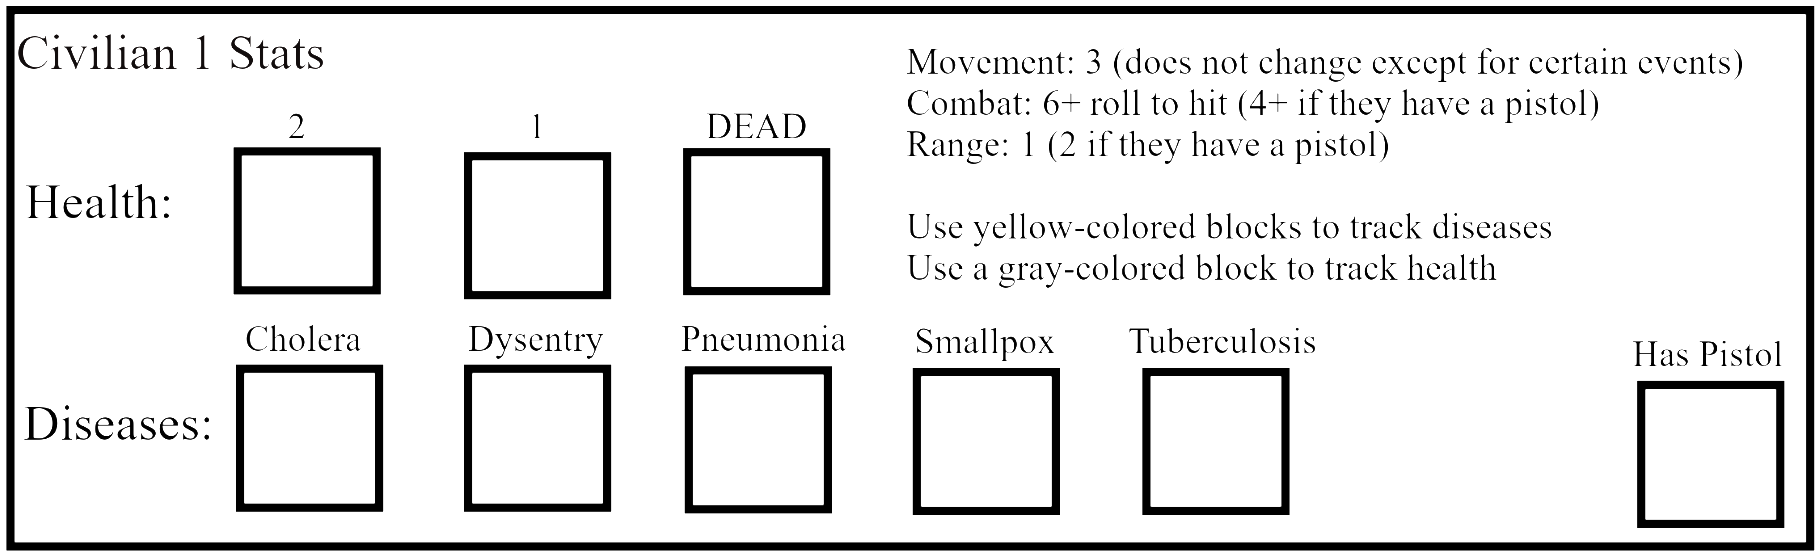 Civilian 1 Stats
Movement: 3 (does not change except for certain events)
Combat: 6+ roll to hit (4+ if they have a pistol)
Range: 1 (2 if they have a pistol)
2 1 DEAD
Health:
Use yellow-colored blocks to track diseases
Use a gray-colored block to track health
Cholera Dysentry Pneumonia Smallpox Tuberculosis Has Pistol
Diseases: